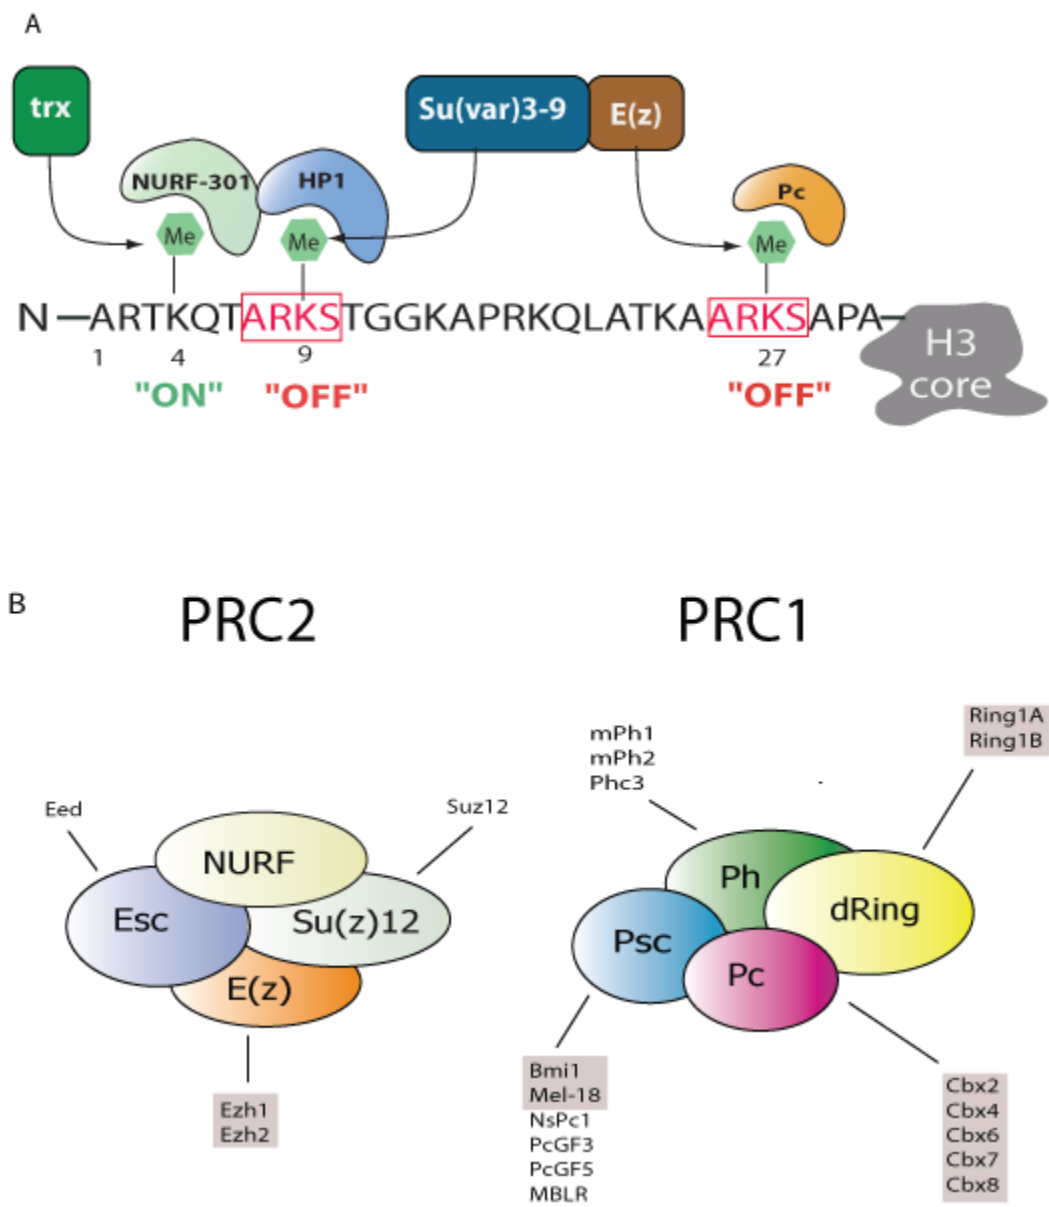 A
trx
Su(var)3-9
E(z)
NURF-301
HP1
Pc
Me
Me
Me
N
ARTKQTARKSTGGKAPRKQLATKAARKSAPA
H3
core
1
4
9
27
"ON"
"OFF"
"OFF"
B
PRC2
PRC1
Ring1A
Ring1B
mPh1
mPh2
Phc3
Eed
Suz12
NURF
Esc
Su(z)12
E(z)
Ph
dRing
Psc
Pc
Ezh1
Ezh2
Bmi1
Mel-18
NsPc1
PcGF3
PcGF5
MBLR
Cbx2
Cbx4
Cbx6
Cbx7
Cbx8